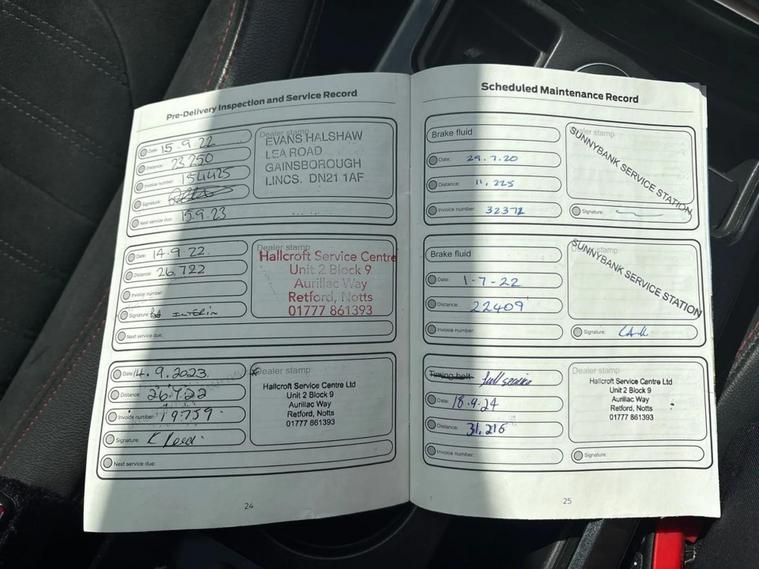 Pre-Delivery Inspection and Service Record
Date: 15.9.22
Distance: 23250
Invoice number: 154425
Signature:
Next service due: 15.9.23
Dealer stamp
EVANS HALSHAW
LEA ROAD
GAINSBOROUGH
LINCS. DN21 1AF
Date: 14.9.22
Distance: 26.722
Invoice number:
Signature: INTERIM
Next service due:
Dealer stamp
Hallcroft Service Centre
Unit 2 Block 9
Aurillac Way
Retford, Notts
01777 861393
Date: 14.9.2023
Distance: 26722
Invoice number: 19759
Signature:
Next service due:
Dealer stamp
Hallcroft Service Centre Ltd
Unit 2 Block 9
Aurillac Way
Retford, Notts
01777 861393
24
Scheduled Maintenance Record
Brake fluid
Date: 29.7.20
Distance: 11,225
Invoice number: 32371
stamp
SUNNYBANK SERVICE STATION
Signature:
Brake fluid
Date: 1-7-22
Distance: 22409
Invoice number:
stamp
SUNNYBANK SERVICE STATION
Signature:
Timing belt full service
Date: 18.9.24
Distance: 31,216
Invoice number:
Dealer stamp
Hallcroft Service Centre Ltd
Unit 2 Block 9
Aurillac Way
Retford, Notts
01777 861393
Signature:
25